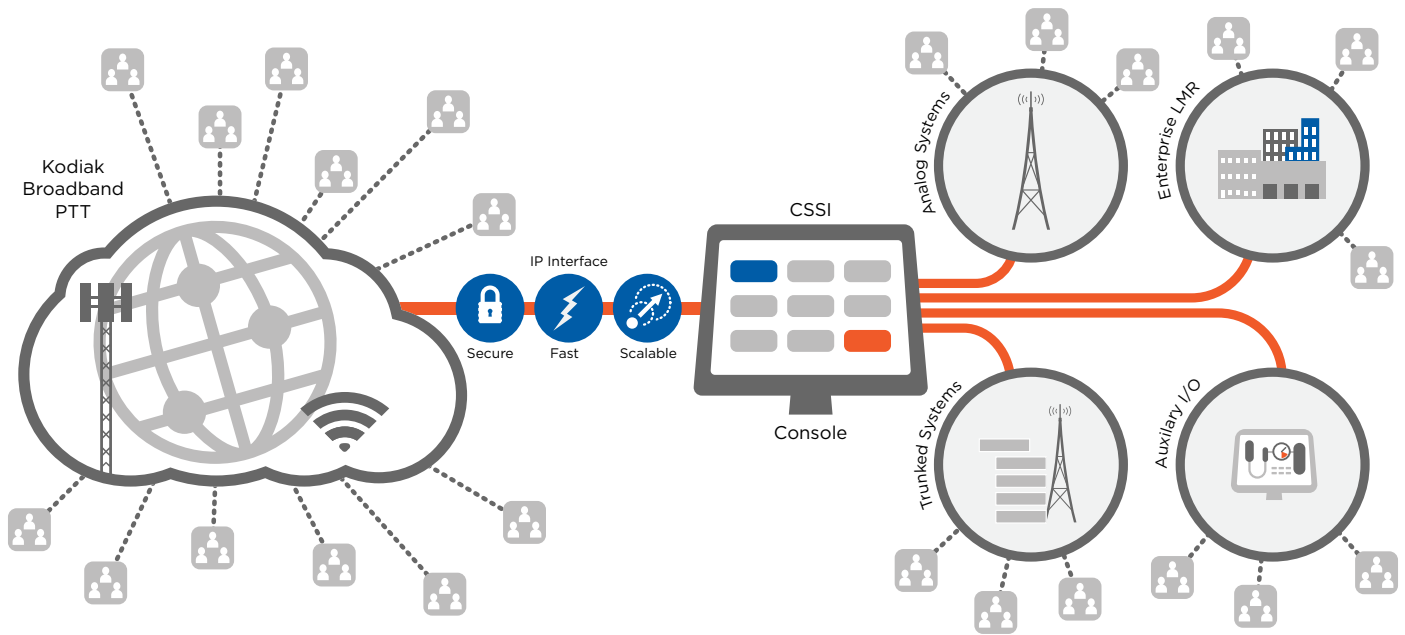 Kodiak
Broadband
PTT
IP Interface
Secure
Fast
Scalable
CSSI
Console
Analog Systems
Enterprise LMR
Trunked Systems
Auxilary I/O